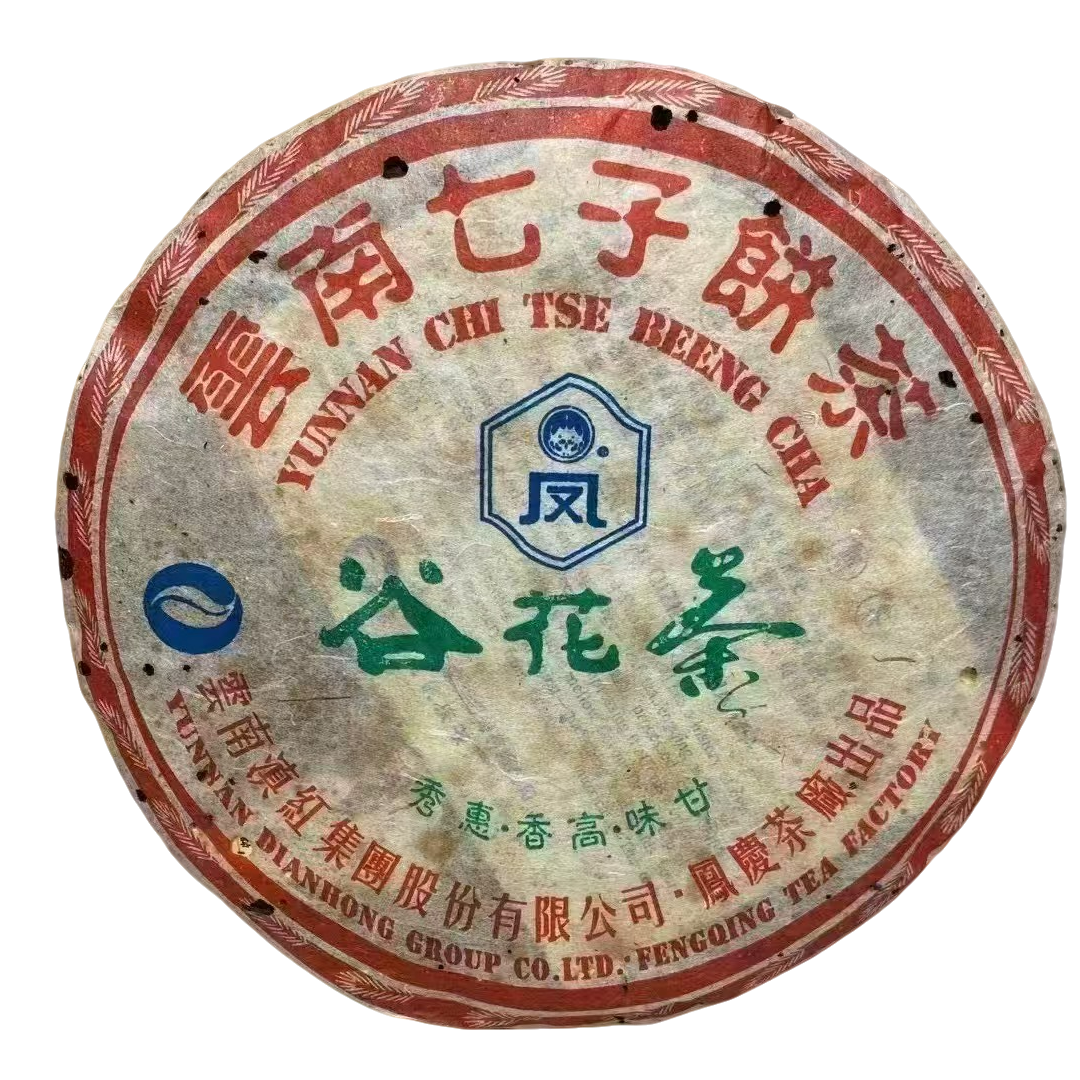 雲南七子餅茶
YUNNAN CHI TSE BEENG CHA
凤
谷花茶
秀惠·香高·味甘
雲南滇紅集團股份有限公司·鳳慶茶廠出品
YUNNAN DIANHONG GROUP CO.LTD. FENGQING TEA FACTORY